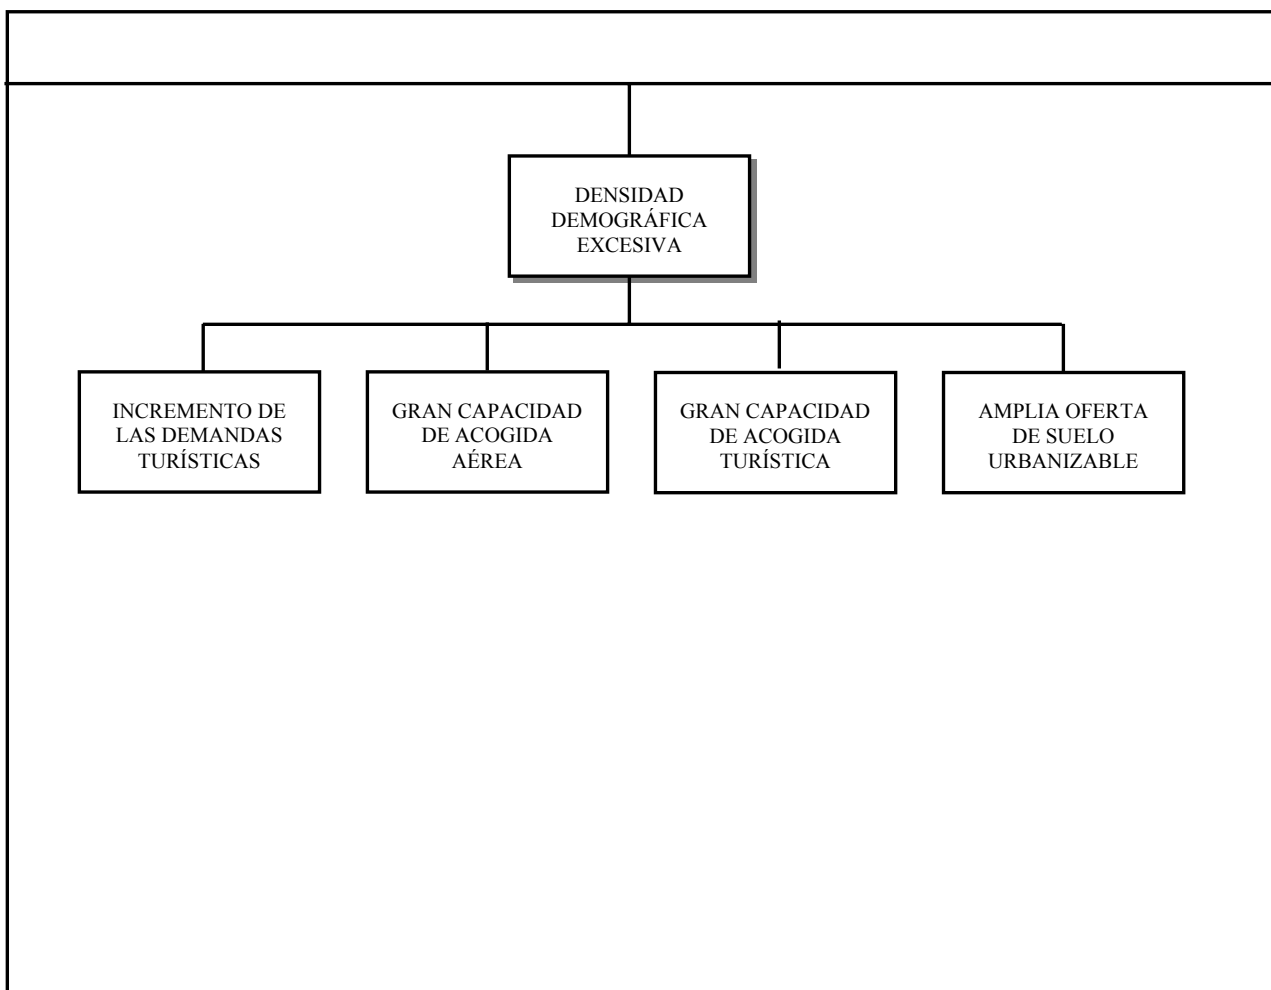 DENSIDAD
DEMOGRÁFICA
EXCESIVA
INCREMENTO DE
LAS DEMANDAS
TURÍSTICAS
GRAN CAPACIDAD
DE ACOGIDA
AÉREA
GRAN CAPACIDAD
DE ACOGIDA
TURÍSTICA
AMPLIA OFERTA
DE SUELO
URBANIZABLE